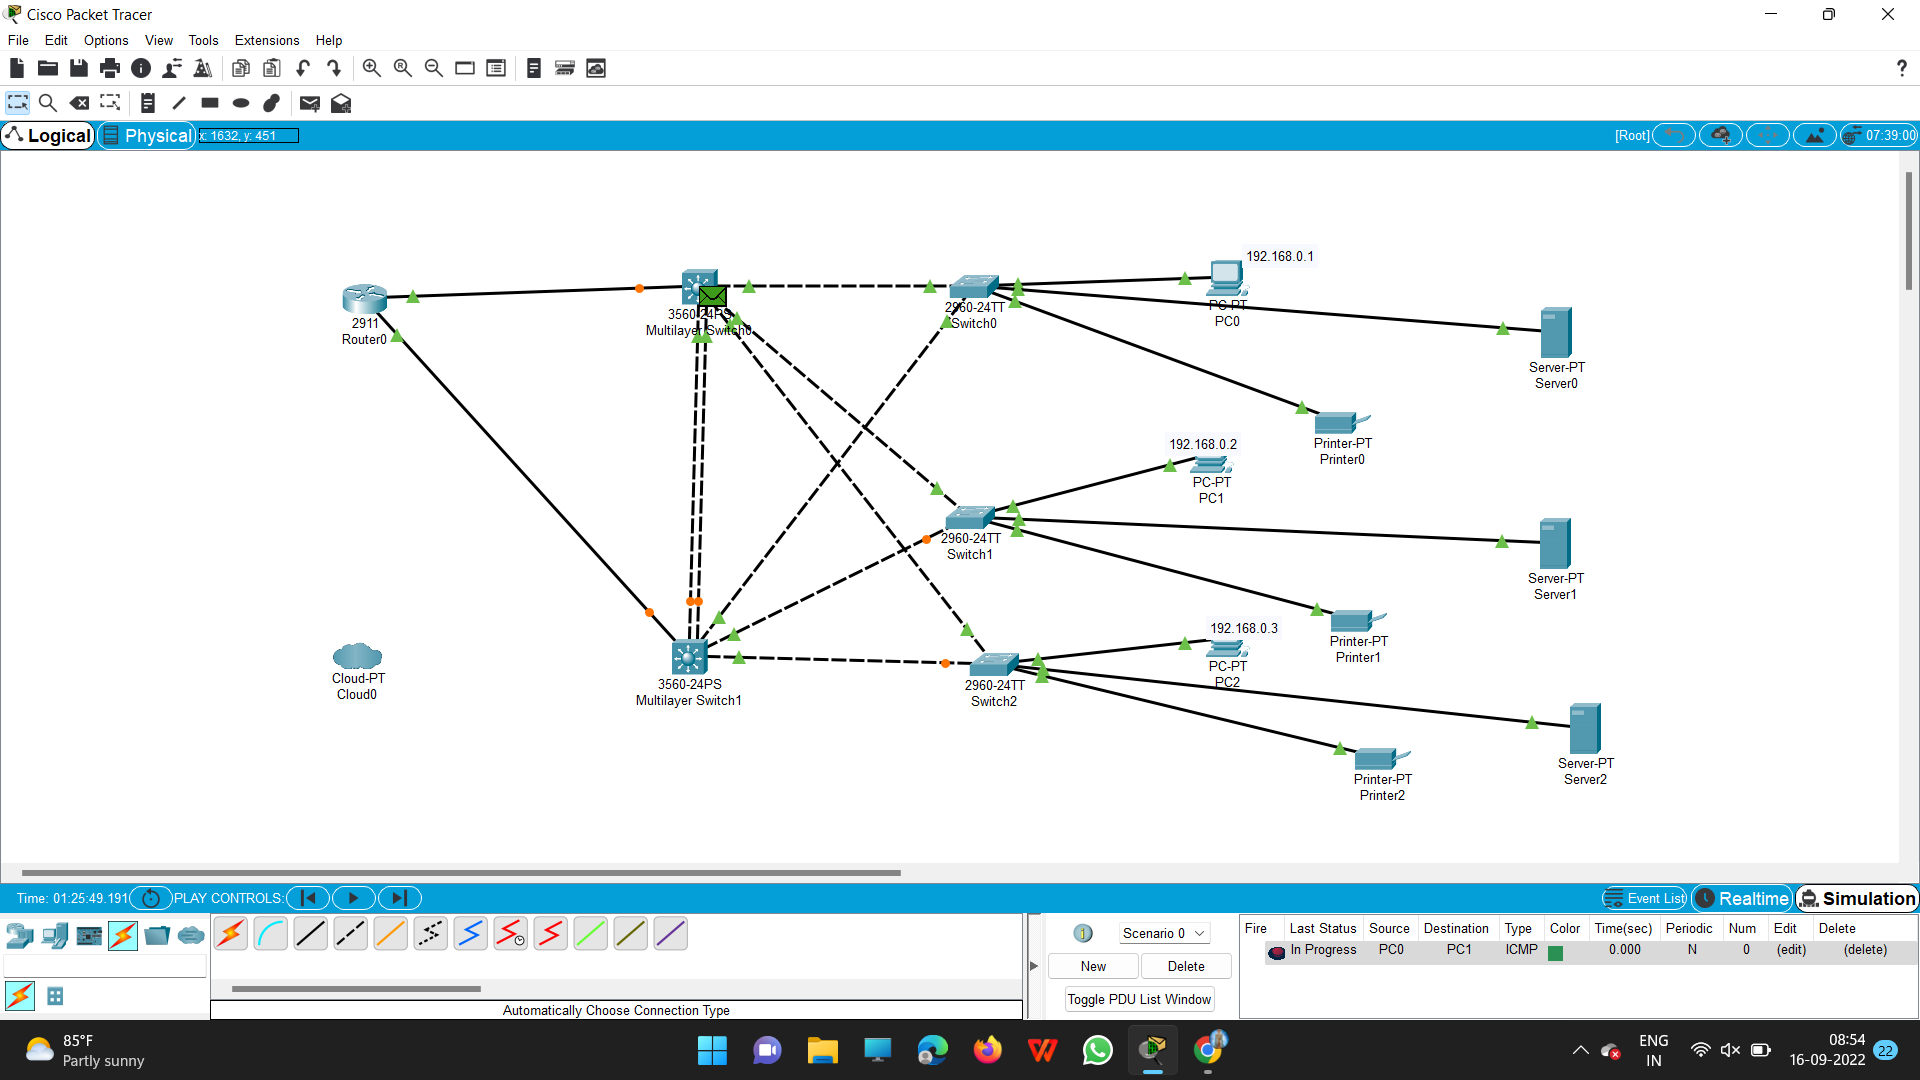 Cisco Packet Tracer
File Edit Options View Tools Extensions Help
?
Logical Physical x: 1632, y: 451 [Root] 07:39:00
192.168.0.1
PC-PT
PC0
2911
Router0
3560-24PS
Multilayer Switch0
2960-24TT
Switch0
Server-PT
Server0
Printer-PT
Printer0
192.168.0.2
PC-PT
PC1
2960-24TT
Switch1
Server-PT
Server1
192.168.0.3
Printer-PT
Printer1
PC-PT
PC2
Cloud-PT
Cloud0
3560-24PS
Multilayer Switch1
2960-24TT
Switch2
Server-PT
Server2
Printer-PT
Printer2
Time: 01:25:49.191 PLAY CONTROLS: Event List Realtime Simulation
1 Scenario 0
New Delete
Toggle PDU List Window
Fire Last Status Source Destination Type Color Time(sec) Periodic Num Edit Delete
In Progress PC0 PC1 ICMP 0.000 N 0 (edit) (delete)
Automatically Choose Connection Type
85°F
Partly sunny
ENG
IN
08:54
16-09-2022
22